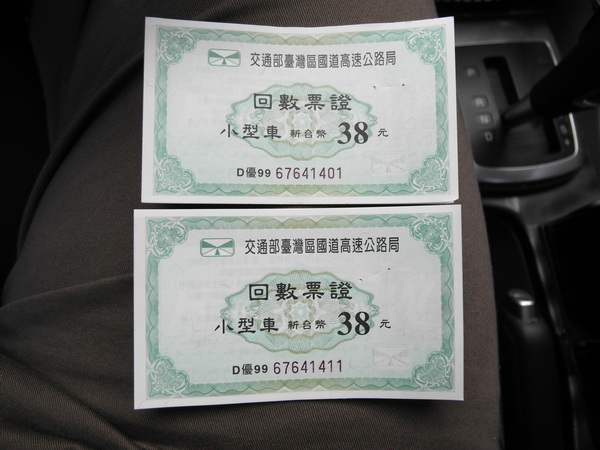 交通部臺灣區國道高速公路局
回數票證
小型車 新台幣 38 元
D優99 67641401
交通部臺灣區國道高速公路局
回數票證
小型車 新台幣 38 元
D優99 67641411
R
N
D